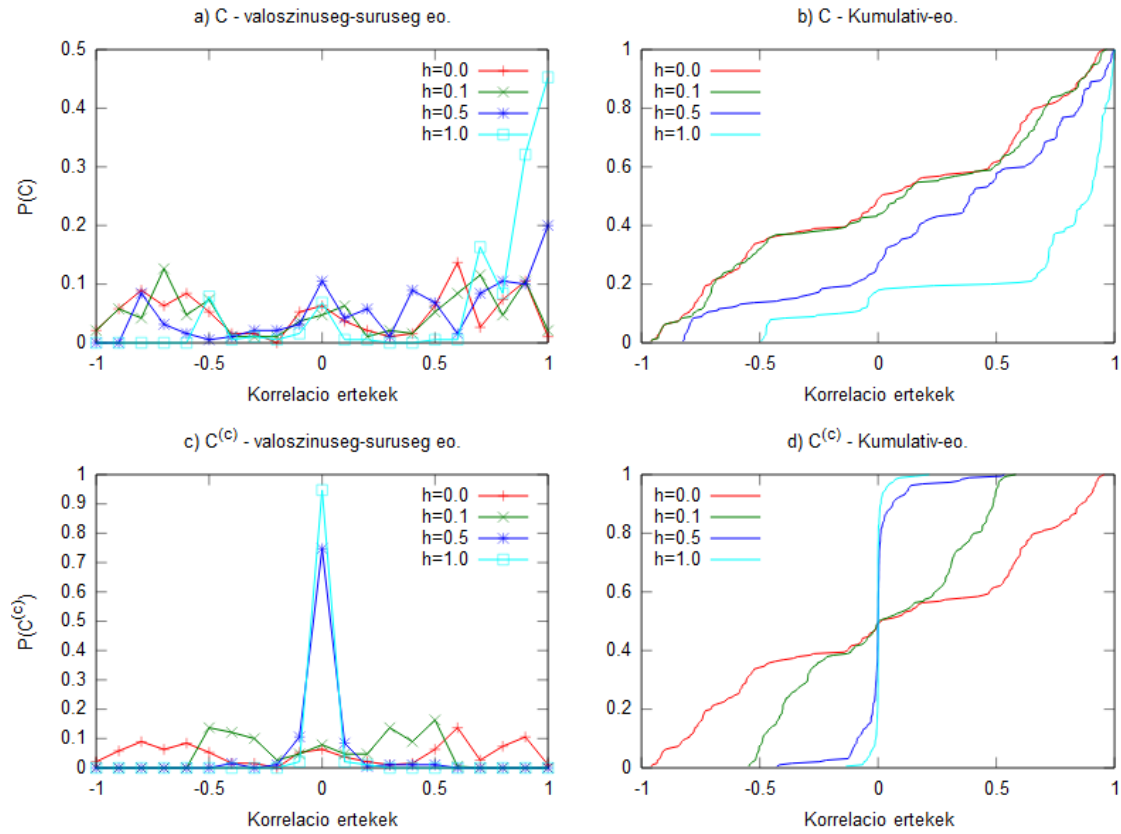 a) C - valoszinuseg-suruseg eo.
0.5
0.4
0.3
0.2
0.1
0
-1
-0.5
0
0.5
1
P(C)
Korrelacio ertekek
h=0.0
h=0.1
h=0.5
h=1.0
b) C - Kumulativ-eo.
1
0.8
0.6
0.4
0.2
0
-1
-0.5
0
0.5
1
Korrelacio ertekek
h=0.0
h=0.1
h=0.5
h=1.0
c) C^(c) - valoszinuseg-suruseg eo.
1
0.9
0.8
0.7
0.6
0.5
0.4
0.3
0.2
0.1
0
-1
-0.5
0
0.5
1
P(C^(c))
Korrelacio ertekek
h=0.0
h=0.1
h=0.5
h=1.0
d) C^(c) - Kumulativ-eo.
1
0.8
0.6
0.4
0.2
0
-1
-0.5
0
0.5
1
Korrelacio ertekek
h=0.0
h=0.1
h=0.5
h=1.0